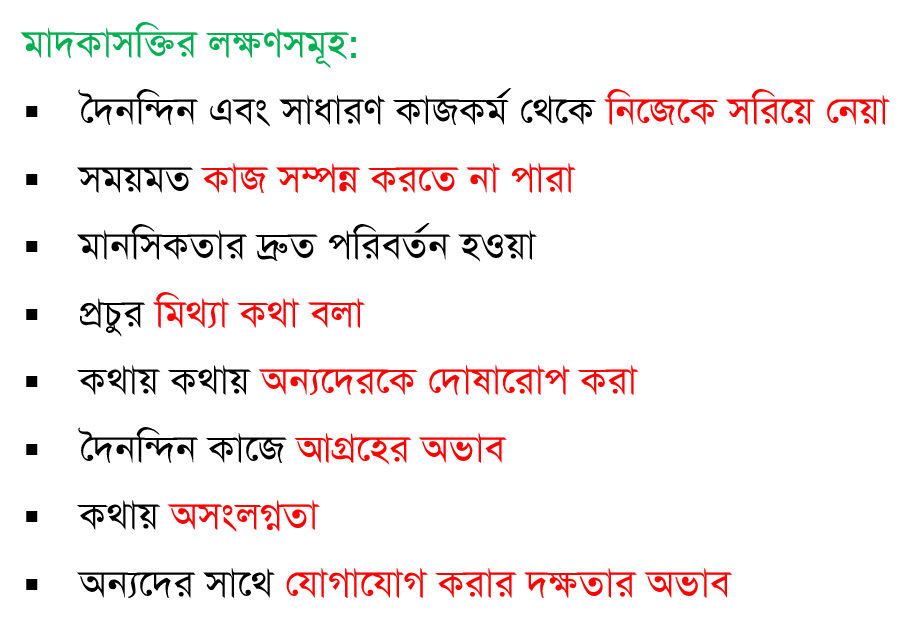 মাদকাসক্তির লক্ষণসমূহ:
▪ দৈনন্দিন এবং সাধারণ কাজকর্ম থেকে নিজেকে সরিয়ে নেয়া
▪ সময়মত কাজ সম্পন্ন করতে না পারা
▪ মানসিকতার দ্রুত পরিবর্তন হওয়া
▪ প্রচুর মিথ্যা কথা বলা
▪ কথায় কথায় অন্যদেরকে দোষারোপ করা
▪ দৈনন্দিন কাজে আগ্রহের অভাব
▪ কথায় অসংলগ্নতা
▪ অন্যদের সাথে যোগাযোগ করার দক্ষতার অভাব